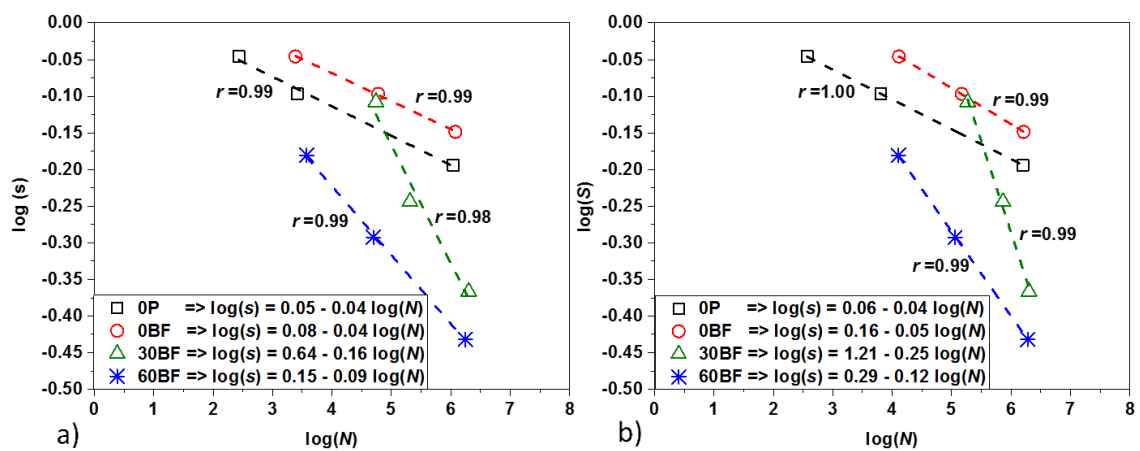 0.00
-0.05
-0.10
-0.15
-0.20
-0.25
-0.30
-0.35
-0.40
-0.45
-0.50
log (s)
r=0.99
r=0.99
r=0.99
r=0.98
0P => log(s) = 0.05 - 0.04 log(N)
0BF => log(s) = 0.08 - 0.04 log(N)
30BF => log(s) = 0.64 - 0.16 log(N)
60BF => log(s) = 0.15 - 0.09 log(N)
0 1 2 3 4 5 6 7 8
log(N)
a)
0.00
-0.05
-0.10
-0.15
-0.20
-0.25
-0.30
-0.35
-0.40
-0.45
-0.50
log(S)
r=1.00
r=0.99
r=0.99
r=0.99
0P => log(s) = 0.06 - 0.04 log(N)
0BF => log(s) = 0.16 - 0.05 log(N)
30BF => log(s) = 1.21 - 0.25 log(N)
60BF => log(s) = 0.29 - 0.12 log(N)
0 1 2 3 4 5 6 7 8
log(N)
b)